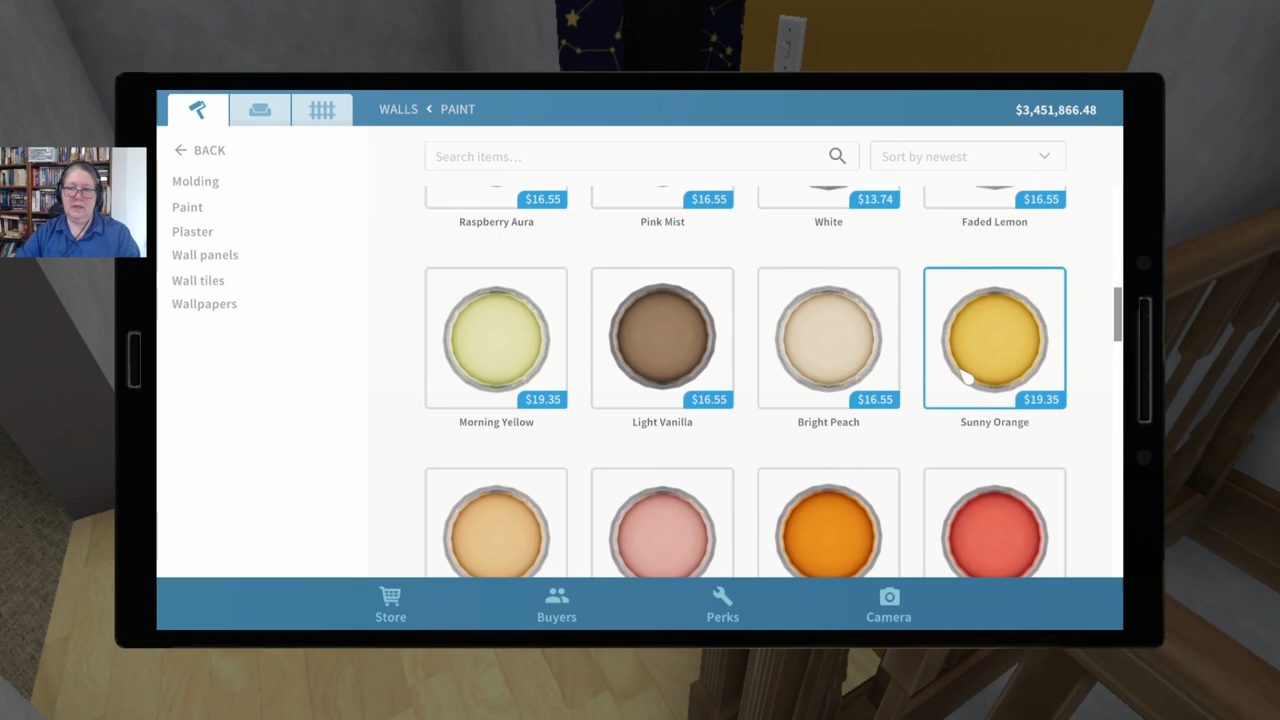 WALLS < PAINT
$3,451,866.48
BACK
Search items...
Sort by newest
Molding
Paint
Plaster
Wall panels
Wall tiles
Wallpapers
$16.55
$16.55
$13.74
$16.55
Raspberry Aura
Pink Mist
White
Faded Lemon
$19.35
$16.55
$16.55
$19.35
Morning Yellow
Light Vanilla
Bright Peach
Sunny Orange
Store
Buyers
Perks
Camera